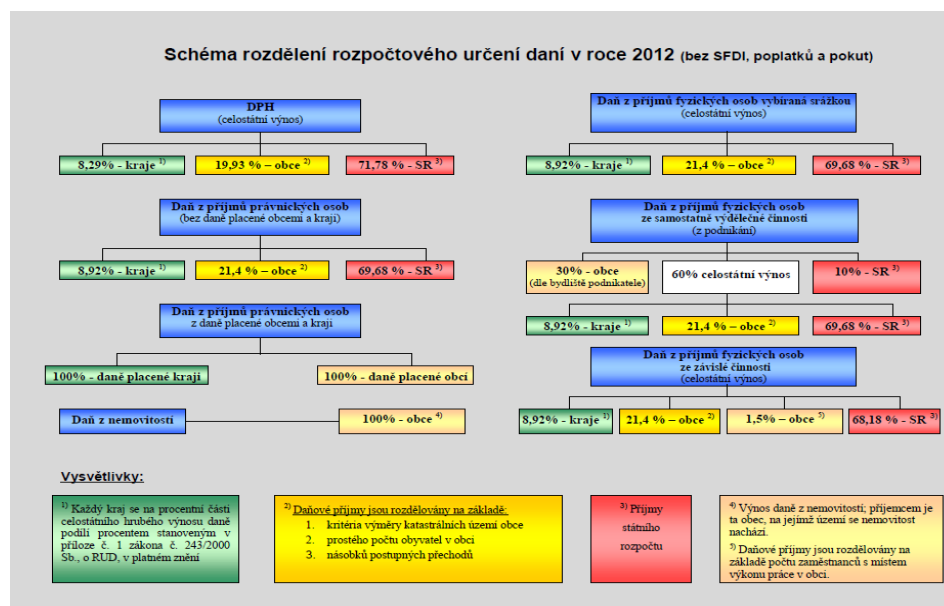 Schéma rozdělení rozpočtového určení daní v roce 2012 (bez SFDI, poplatků a pokut)
DPH
(celostátní výnos)
8,29% - kraje 1)
19,93 % – obce 2)
71,78 % - SR 3)
Daň z příjmů právnických osob
(bez daně placené obcemi a kraji)
8,92% - kraje 1)
21,4 % – obce 2)
69,68 % - SR 3)
Daň z příjmů právnických osob
z daně placené obcemi a kraji
100% - daně placené kraji
100% - daně placené obcí
Daň z nemovitostí
100% - obce 4)
Daň z příjmů fyzických osob vybíraná srážkou
(celostátní výnos)
8,92% - kraje 1)
21,4 % – obce 2)
69,68 % - SR 3)
Daň z příjmů fyzických osob
ze samostatně výdělečné činnosti
(z podnikání)
30% - obce
(dle bydliště podnikatele)
60% celostátní výnos
10% - SR 3)
8,92% - kraje 1)
21,4 % – obce 2)
69,68 % - SR 3)
Daň z příjmů fyzických osob
ze závislé činnosti
(celostátní výnos)
8,92% - kraje 1)
21,4 % – obce 2)
1,5% – obce 5)
68,18 % - SR 3)
Vysvětlivky:
1) Každý kraj se na procentní části
celostátního hrubého výnosu daně
podílí procentem stanoveným v
příloze č. 1 zákona č. 243/2000
Sb., o RUD, v platném znění
2) Daňové příjmy jsou rozdělovány na základě:
1. kritéria výměry katastrálních území obce
2. prostého počtu obyvatel v obci
3. násobků postupných přechodů
3) Příjmy
státního
rozpočtu
4) Výnos daně z nemovitostí; příjemcem je
ta obec, na jejímž území se nemovitost
nachází.
5) Daňové příjmy jsou rozdělovány na
základě počtu zaměstnanců s místem
výkonu práce v obci.